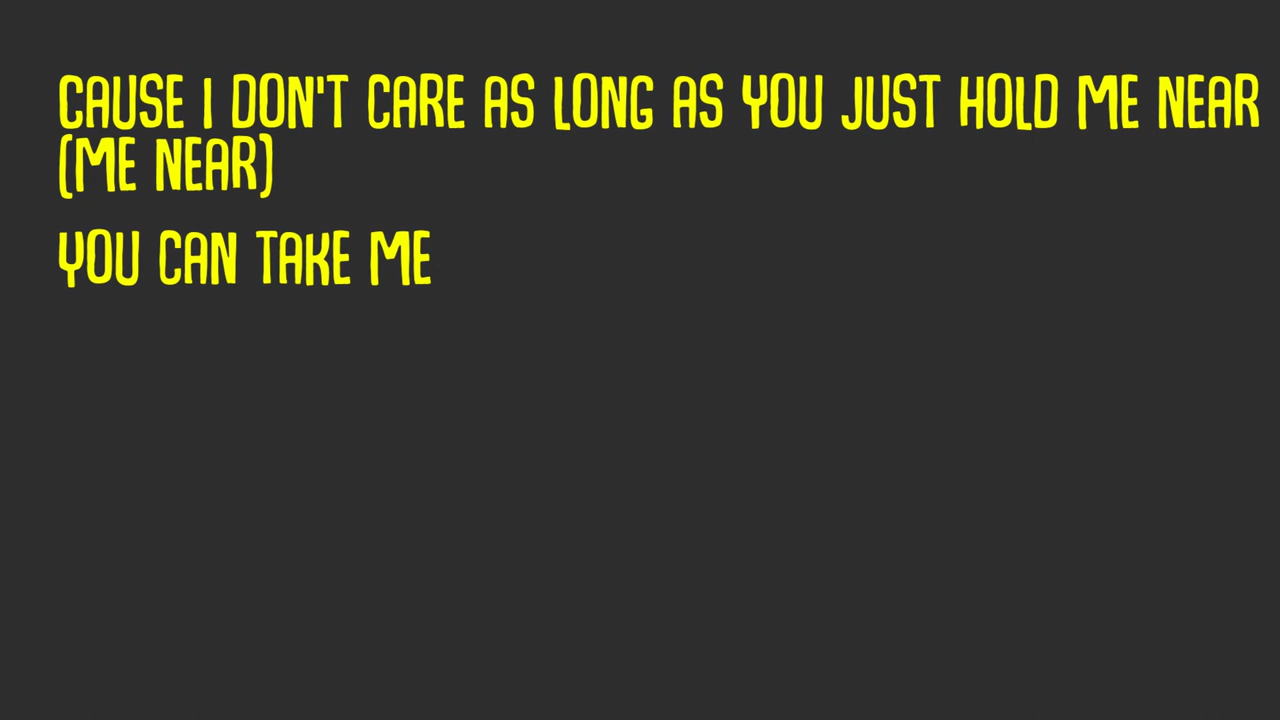 CAUSE I DON'T CARE AS LONG AS YOU JUST HOLD ME NEAR
(ME NEAR)
YOU CAN TAKE ME